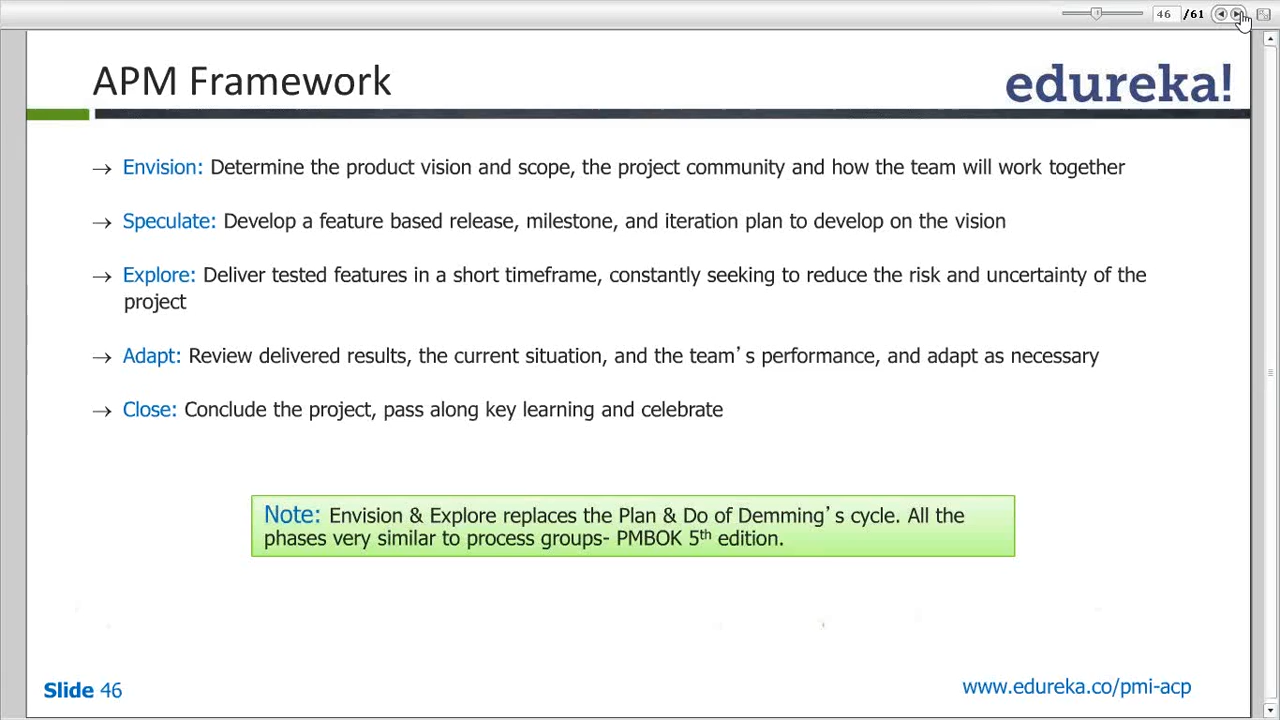 46 /61
APM Framework
edureka!
→ Envision: Determine the product vision and scope, the project community and how the team will work together
→ Speculate: Develop a feature based release, milestone, and iteration plan to develop on the vision
→ Explore: Deliver tested features in a short timeframe, constantly seeking to reduce the risk and uncertainty of the
project
→ Adapt: Review delivered results, the current situation, and the team’s performance, and adapt as necessary
→ Close: Conclude the project, pass along key learning and celebrate
Note: Envision & Explore replaces the Plan & Do of Demming’s cycle. All the
phases very similar to process groups- PMBOK 5th edition.
Slide 46
www.edureka.co/pmi-acp